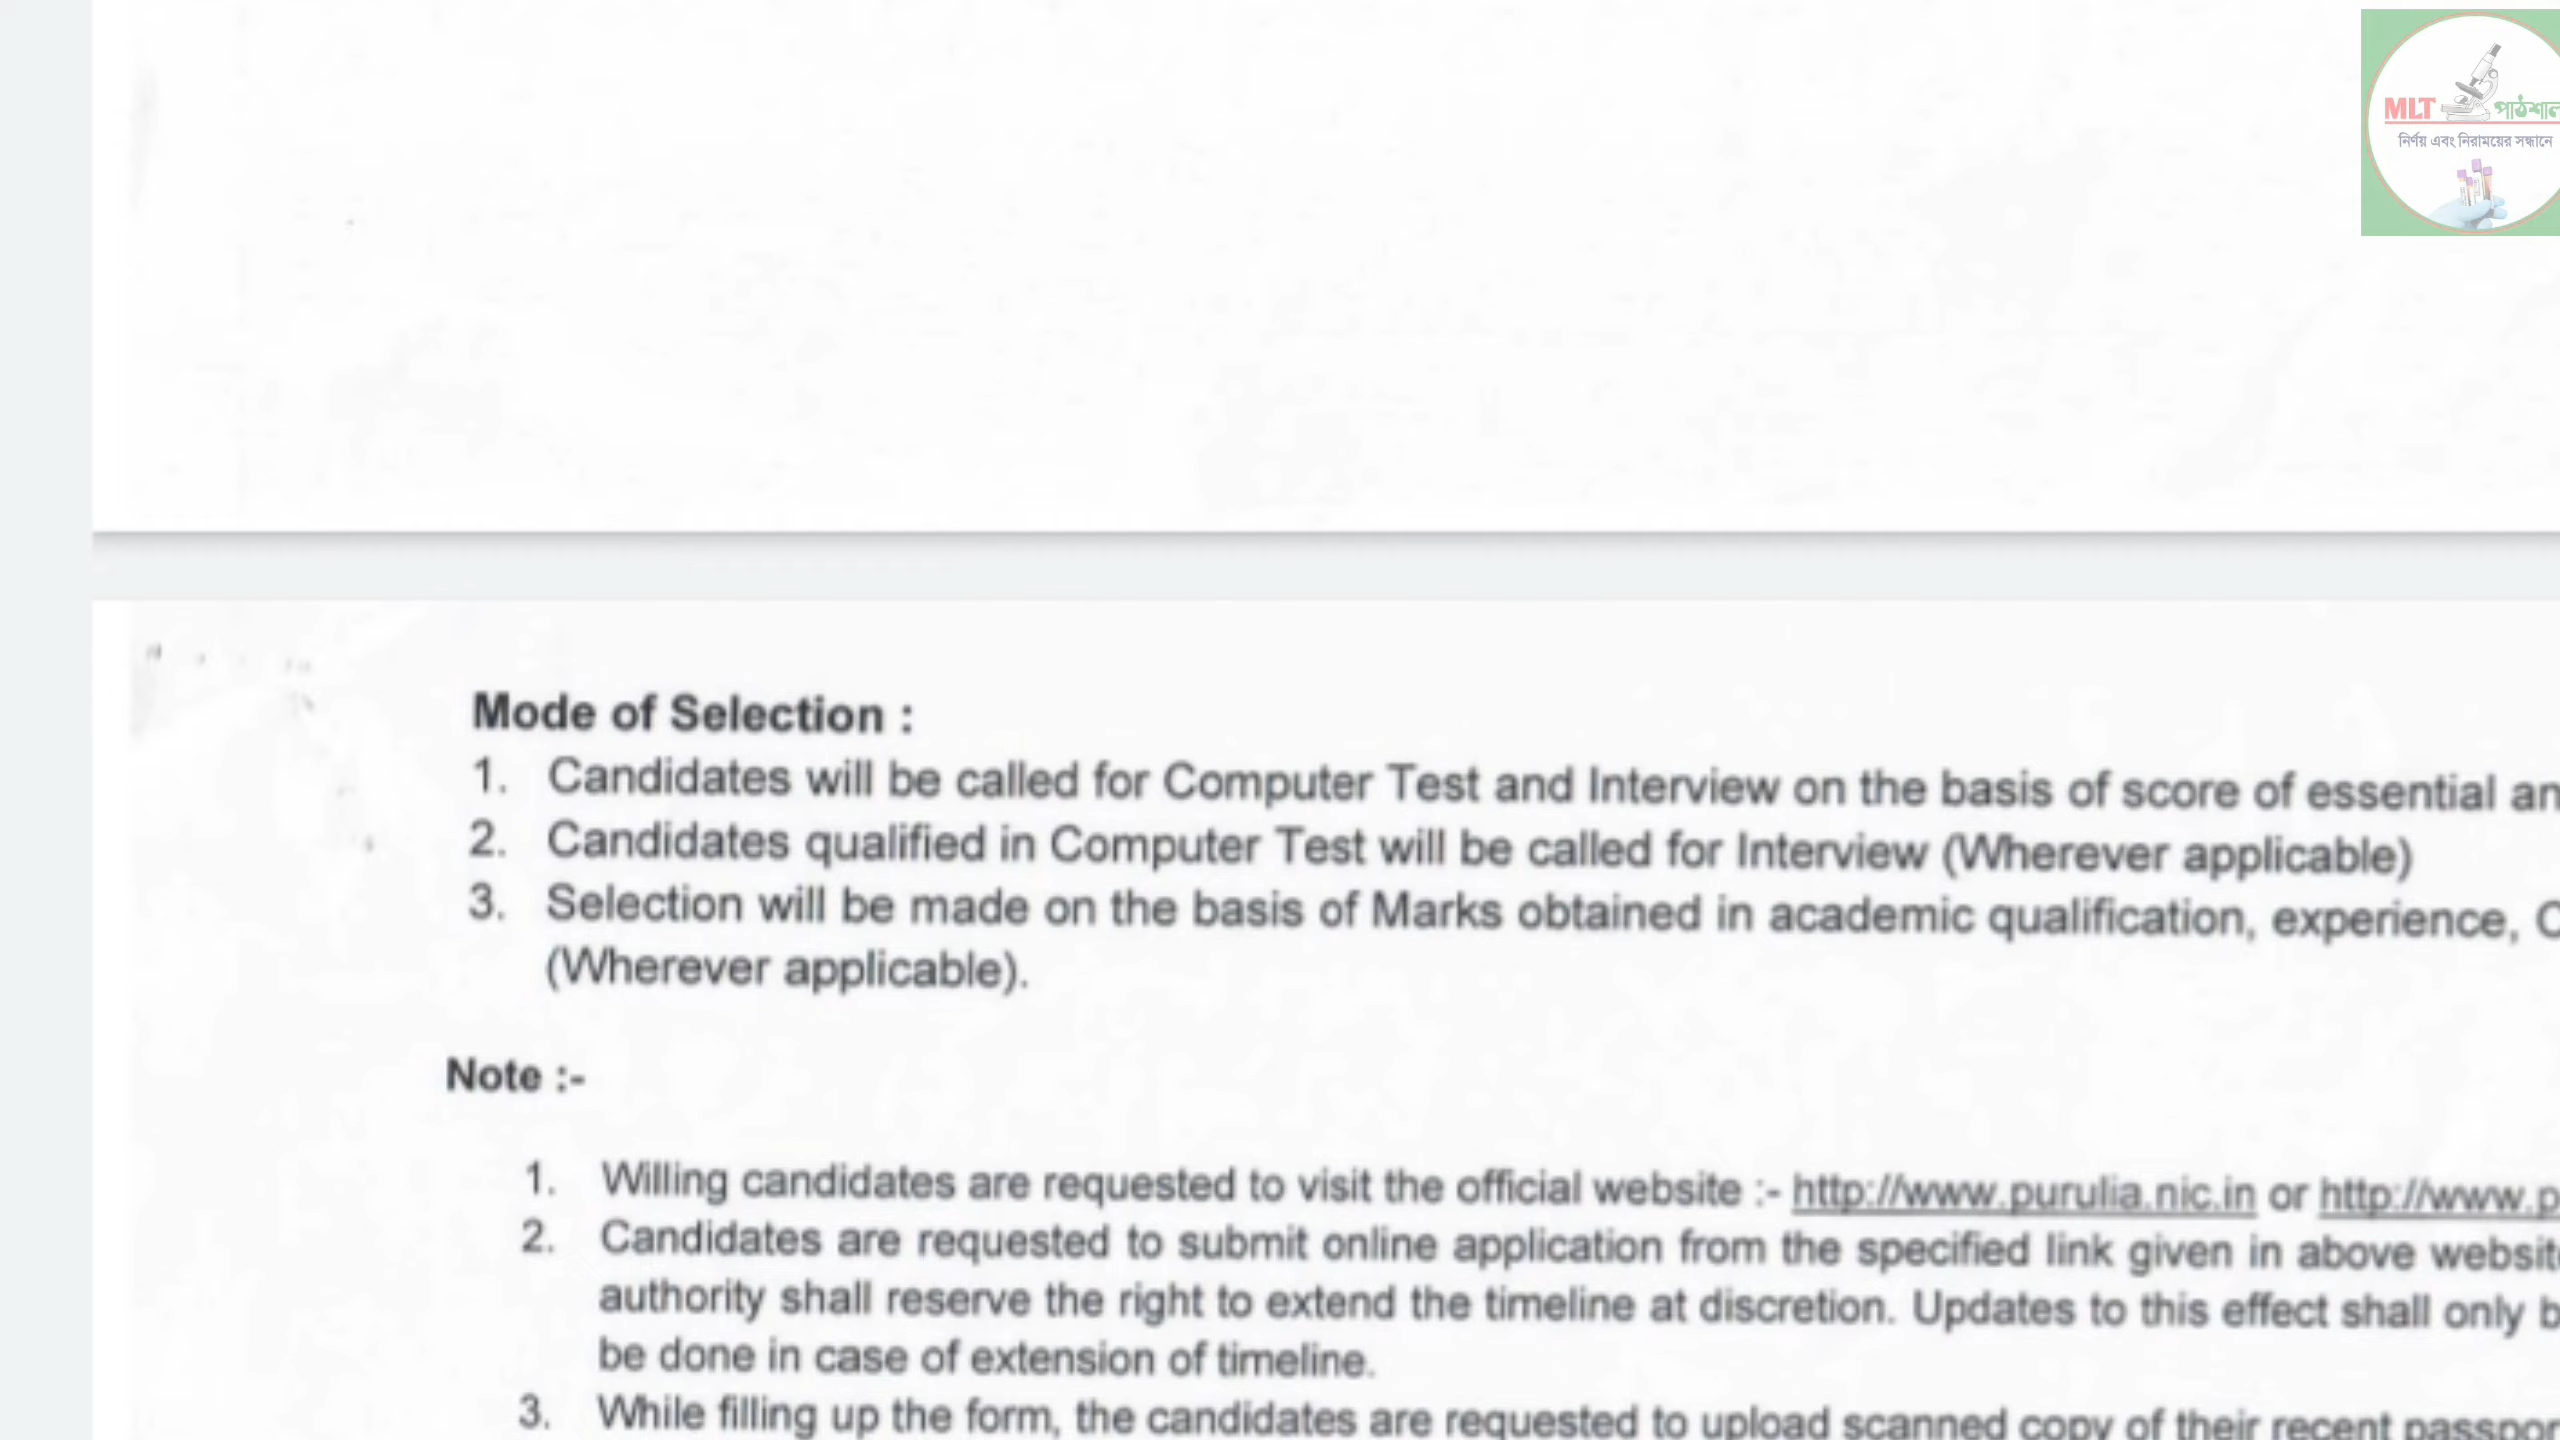 MLT পাঠশাল
নির্ণয় এবং নিরাময়ের সন্ধানে
Mode of Selection :
1. Candidates will be called for Computer Test and Interview on the basis of score of essential an
2. Candidates qualified in Computer Test will be called for Interview (Wherever applicable)
3. Selection will be made on the basis of Marks obtained in academic qualification, experience, C
(Wherever applicable).
Note :-
1. Willing candidates are requested to visit the official website :- http://www.purulia.nic.in or http://www.p
2. Candidates are requested to submit online application from the specified link given in above websit
authority shall reserve the right to extend the timeline at discretion. Updates to this effect shall only b
be done in case of extension of timeline.
3. While filling up the form, the candidates are requested to upload scanned copy of their recent passpor